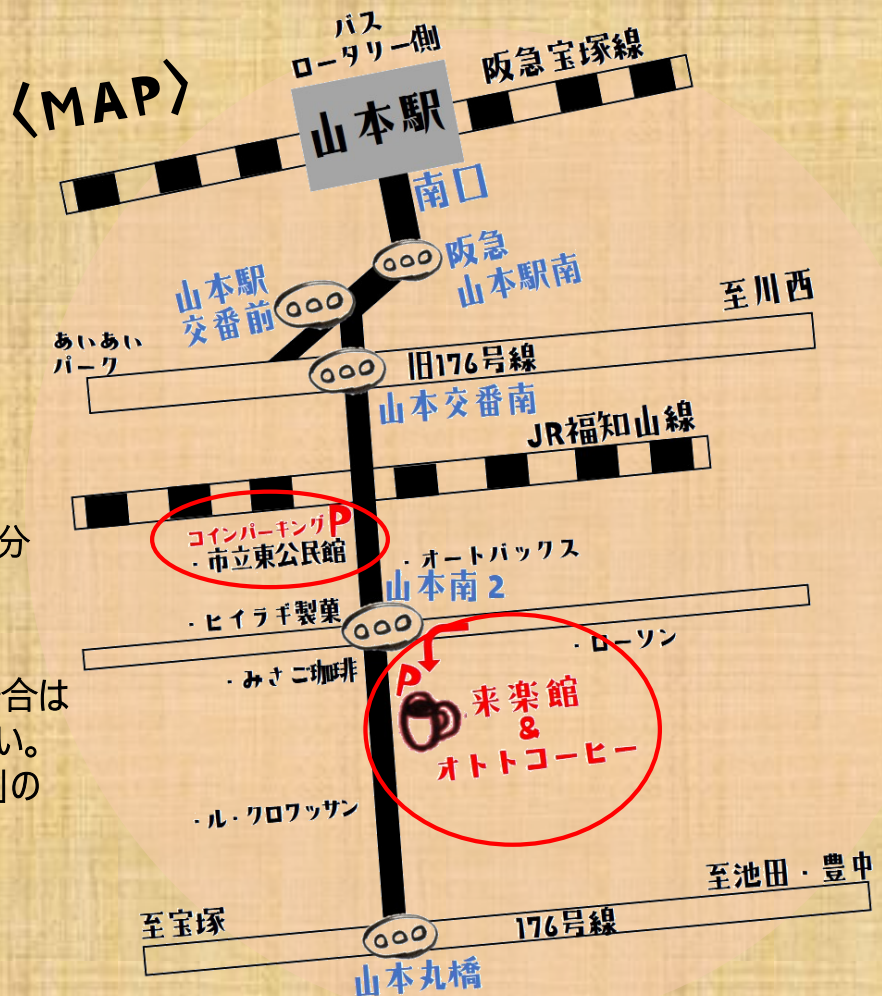 バス
ロータリー側
〈MAP〉
阪急宝塚線
山本駅
南口
阪急
山本駅南
山本駅
交番前
至川西
あいあい
パーク
旧176号線
山本交番南
JR福知山線
コインパーキングP
・市立東公民館
分
・オートバックス
山本南2
・ヒイラギ製菓
・ローソン
・みさご珈琲
P
合は
い。
来楽館
&
オトトコーヒー
側の
・ル・クロワッサン
至池田・豊中
至宝塚
176号線
山本丸橋